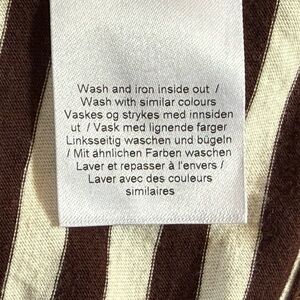 Wash and iron inside out /
Wash with similar colours
Vaskes og strykes med innsiden
ut / Vask med lignende farger
Linksseitig waschen und bügeln
/ Mit ähnlichen Farben waschen
Laver et repasser à l'envers /
Laver avec des couleurs
similaires